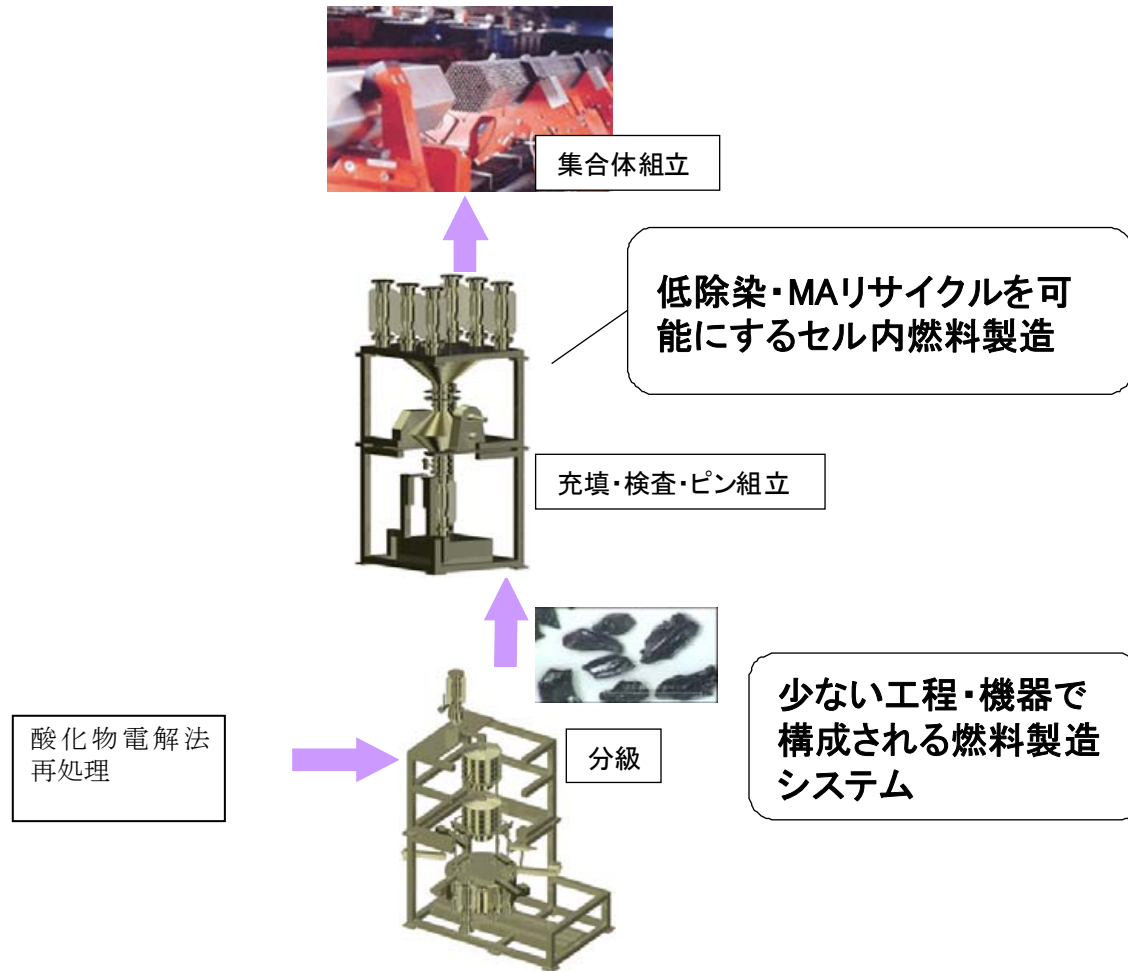 集合体組立
低除染・MAリサイクルを可
能にするセル内燃料製造
充填・検査・ピン組立
少ない工程・機器で
構成される燃料製造
システム
酸化物電解法
再処理
分級